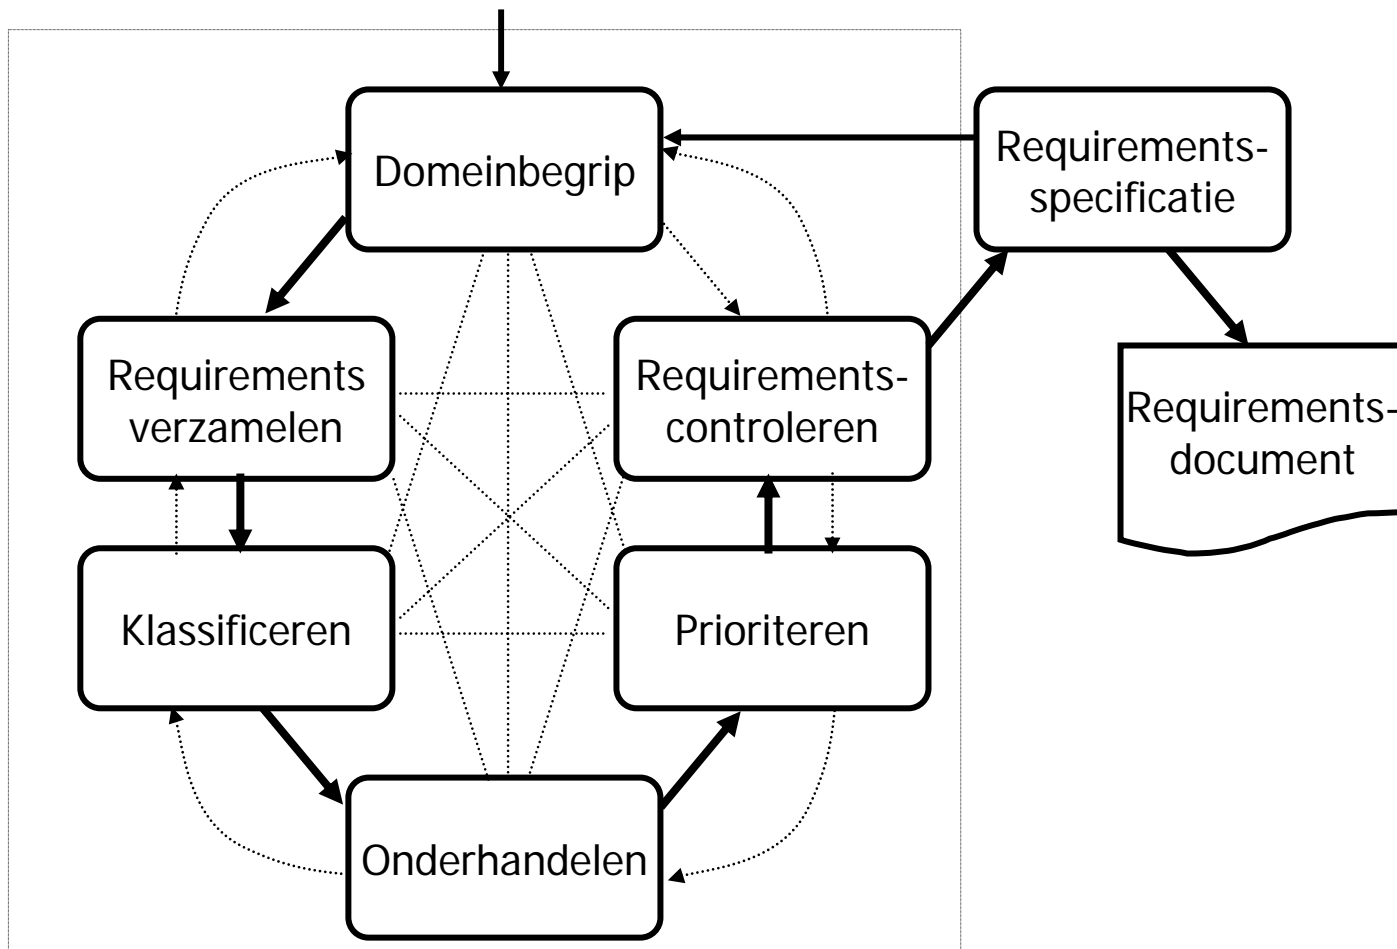 Domeinbegrip
Requirements-
specificatie
Requirements
verzamelen
Requirements-
controleren
Requirements-
document
Klassificeren
Prioriteren
Onderhandelen